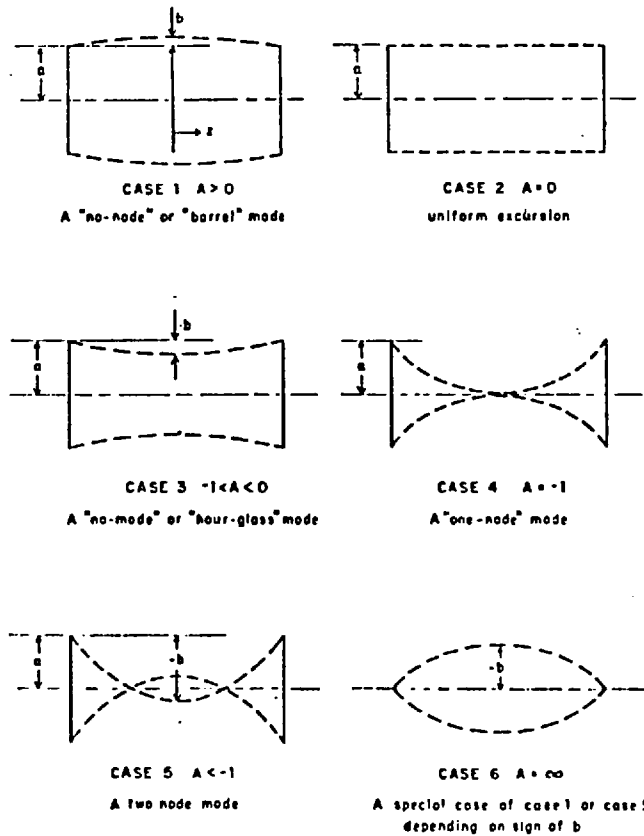 b
a
z
CASE 1 A > 0
A "no-node" or "barrel" mode
a
CASE 2 A = 0
uniform excursion
-b
a
CASE 3 -1 < A < 0
A "no-mode" or "hour-glass" mode
a
CASE 4 A = -1
A "one-node" mode
a
-b
CASE 5 A < -1
A two node mode
-b
CASE 6 A = ∞
A special case of case 1 or case 5
depending on sign of b